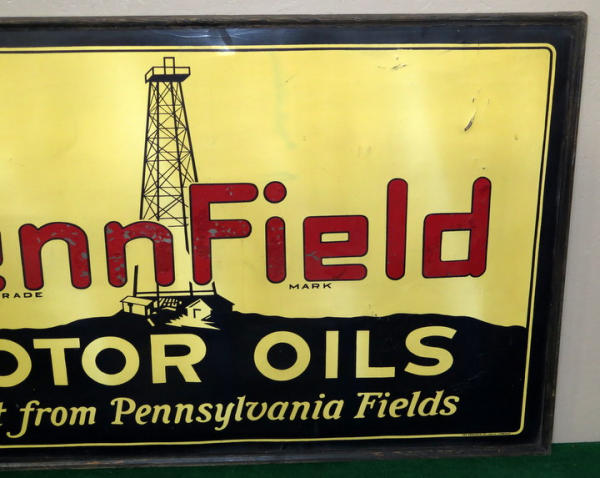 ennField
RADE MARK
OTOR OILS
t from Pennsylvania Fields